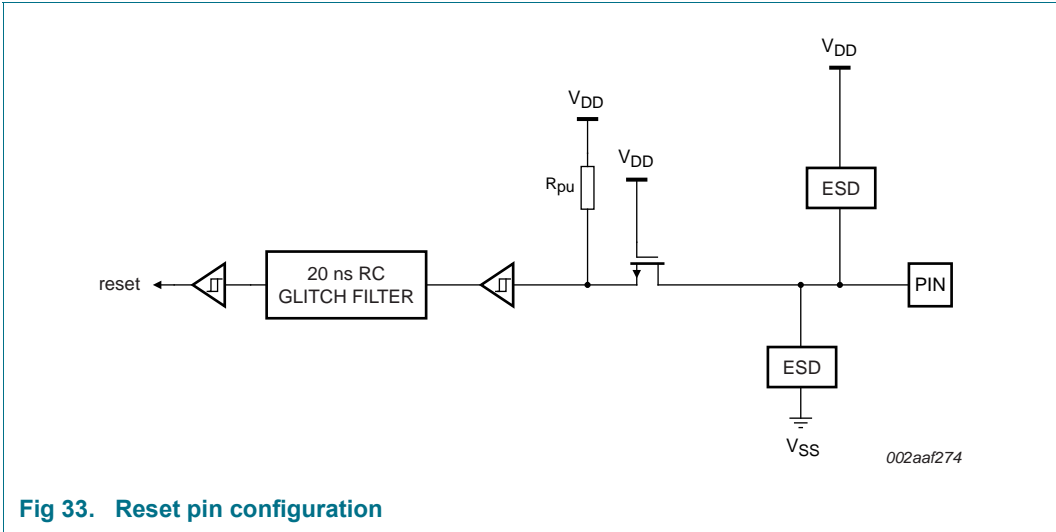 VDD
VDD
VDD
Rpu
ESD
reset
20 ns RC
GLITCH FILTER
PIN
ESD
VSS
002aaf274
Fig 33. Reset pin configuration